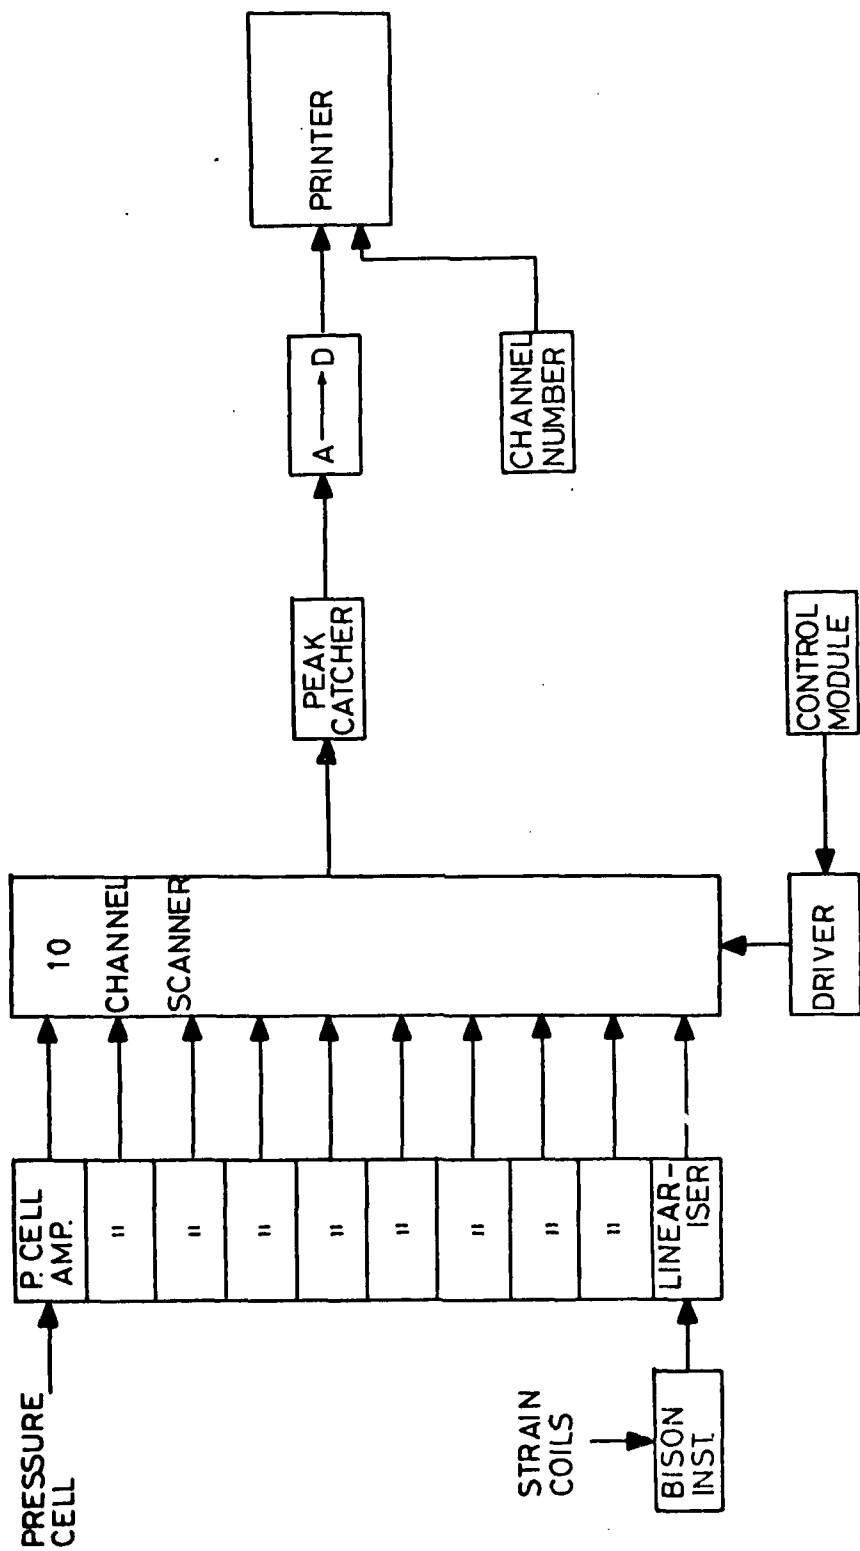 PRESSURE
CELL
P. CELL
AMP.
"
"
"
"
"
"
"
"
LINEAR-
ISER
STRAIN
COILS
BISON
INST.
10
CHANNEL
SCANNER
DRIVER
CONTROL
MODULE
PEAK
CATCHER
A D
CHANNEL
NUMBER
PRINTER